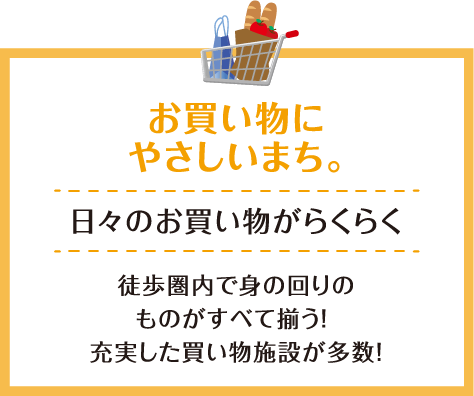 お買い物に
やさしいまち。
日々のお買い物がらくらく
徒歩圏内で身の回りの
ものがすべて揃う!
充実した買い物施設が多数!